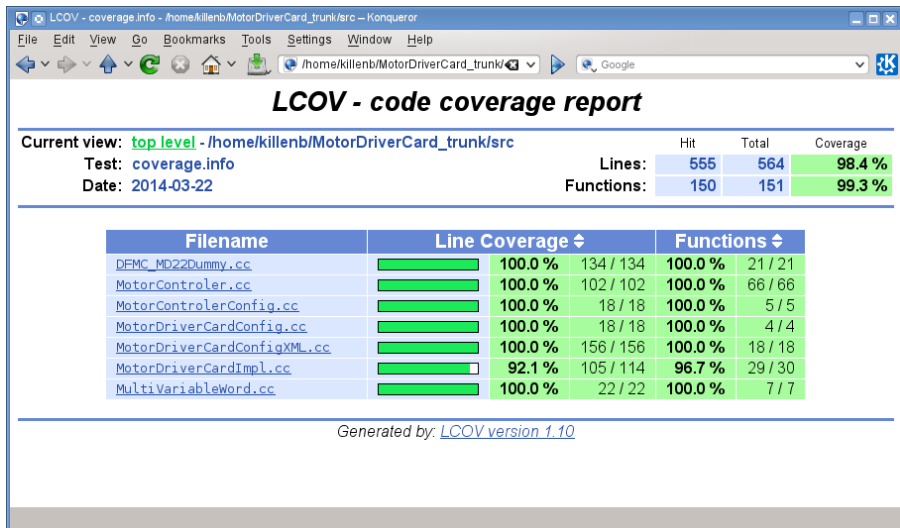 LCOV - coverage.info - /home/killenb/MotorDriverCard_trunk/src – Konqueror
File Edit View Go Bookmarks Tools Settings Window Help
/home/killenb/MotorDriverCard_trunk/ Google
LCOV - code coverage report
Current view: top level - /home/killenb/MotorDriverCard_trunk/src Hit Total Coverage
Test: coverage.info Lines: 555 564 98.4 %
Date: 2014-03-22 Functions: 150 151 99.3 %
Filename Line Coverage Functions
DFMC_MD22Dummy.cc 100.0 % 134 / 134 100.0 % 21 / 21
MotorControler.cc 100.0 % 102 / 102 100.0 % 66 / 66
MotorControlerConfig.cc 100.0 % 18 / 18 100.0 % 5 / 5
MotorDriverCardConfig.cc 100.0 % 18 / 18 100.0 % 4 / 4
MotorDriverCardConfigXML.cc 100.0 % 156 / 156 100.0 % 18 / 18
MotorDriverCardImpl.cc 92.1 % 105 / 114 96.7 % 29 / 30
MultiVariableWord.cc 100.0 % 22 / 22 100.0 % 7 / 7
Generated by: LCOV version 1.10